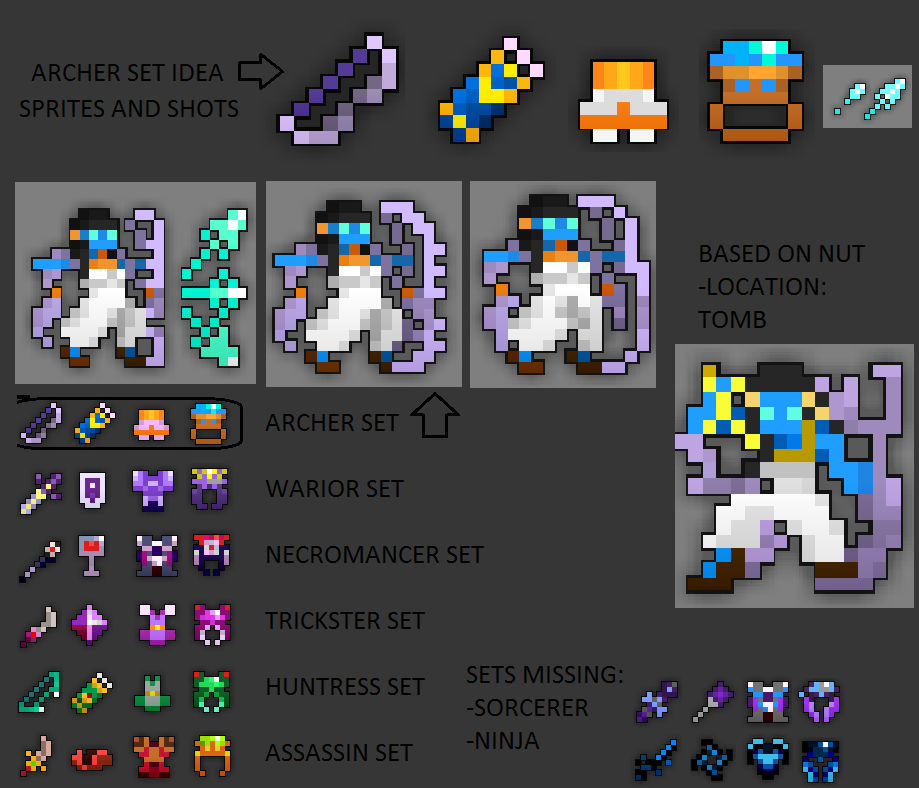 ARCHER SET IDEA
SPRITES AND SHOTS
BASED ON NUT
-LOCATION:
TOMB
ARCHER SET
WARIOR SET
NECROMANCER SET
TRICKSTER SET
HUNTRESS SET
ASSASSIN SET
SETS MISSING:
-SORCERER
-NINJA